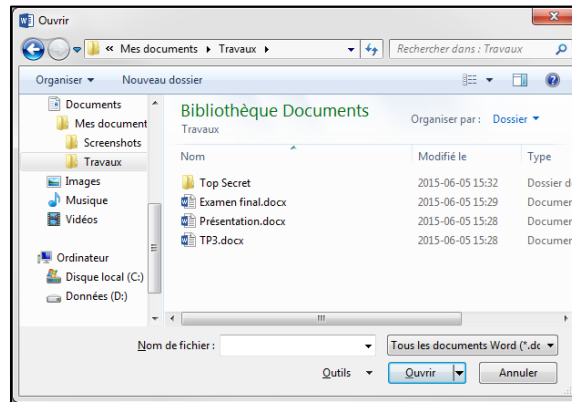 Ouvrir
« Mes documents Travaux
Rechercher dans : Travaux
Organiser Nouveau dossier
Documents
Mes document
Screenshots
Travaux
Images
Musique
Vidéos
Ordinateur
Disque local (C:)
Données (D:)
Bibliothèque Documents
Travaux
Organiser par : Dossier
Nom Modifié le Type
Top Secret 2015-06-05 15:32 Dossier d
Examen final.docx 2015-06-05 15:29 Documer
Présentation.docx 2015-06-05 15:28 Documer
TP3.docx 2015-06-05 15:28 Documer
Nom de fichier : Tous les documents Word (*.dc
Outils Ouvrir Annuler